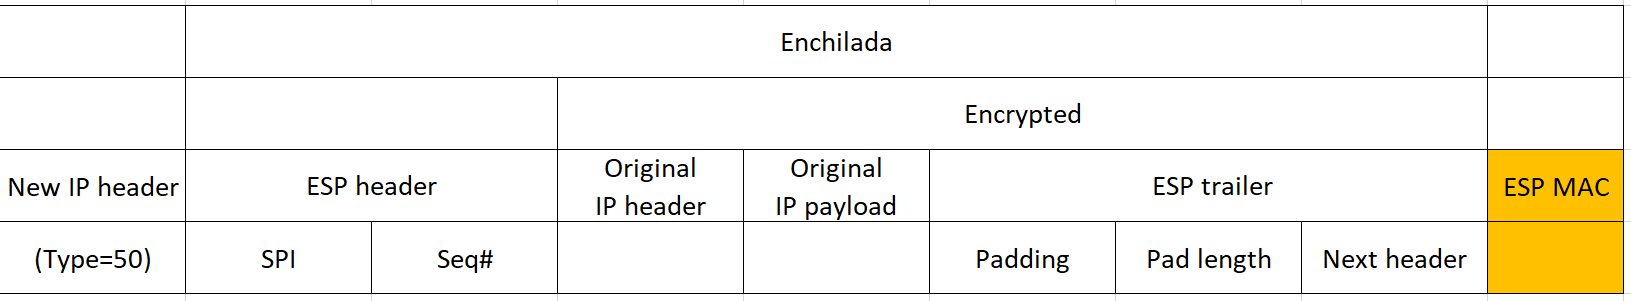 Enchilada
Encrypted
New IP header
ESP header
Original
IP header
Original
IP payload
ESP trailer
ESP MAC
(Type=50)
SPI
Seq#
Padding
Pad length
Next header